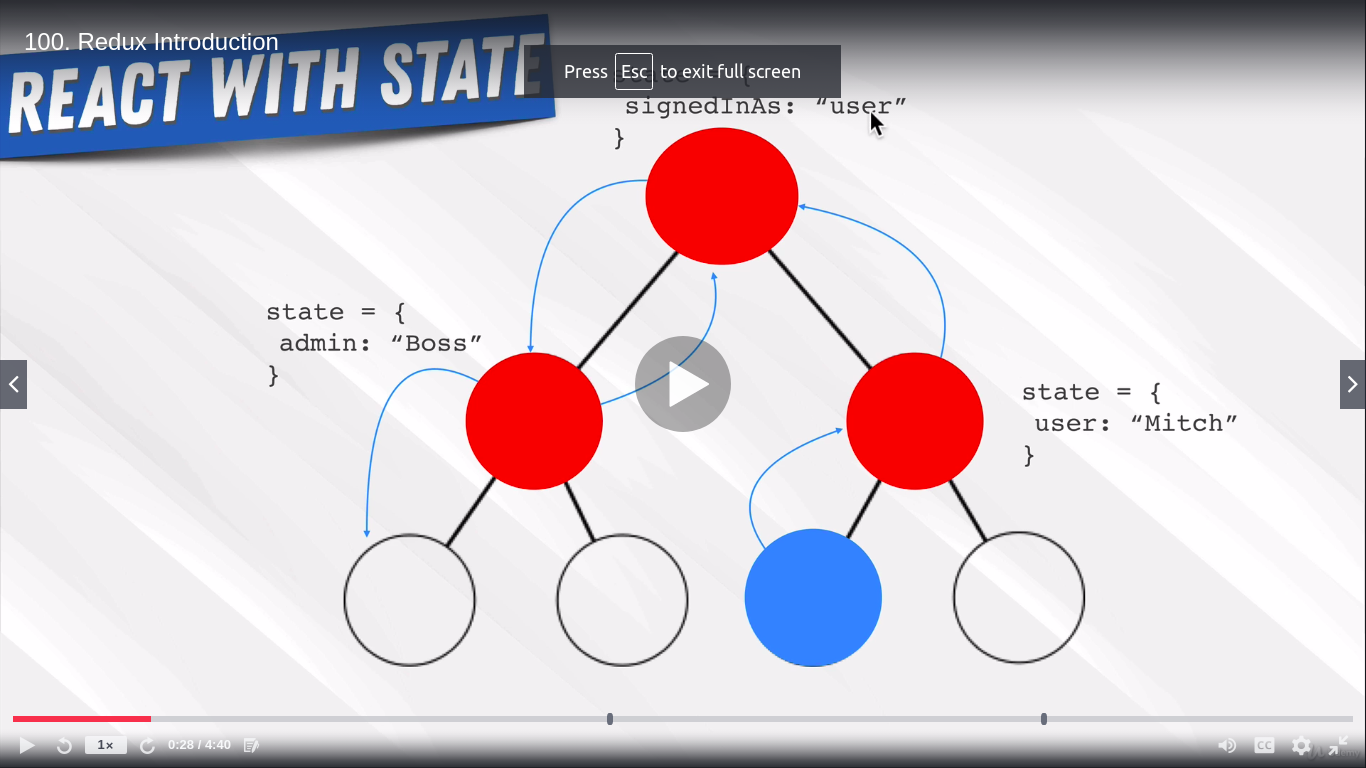 100. Redux Introduction
REACT WITH STATE
Press Esc to exit full screen
signedInAs: “user”
}
state = {
admin: “Boss”
}
state = {
user: “Mitch”
}
1x
0:28 / 4:40
CC